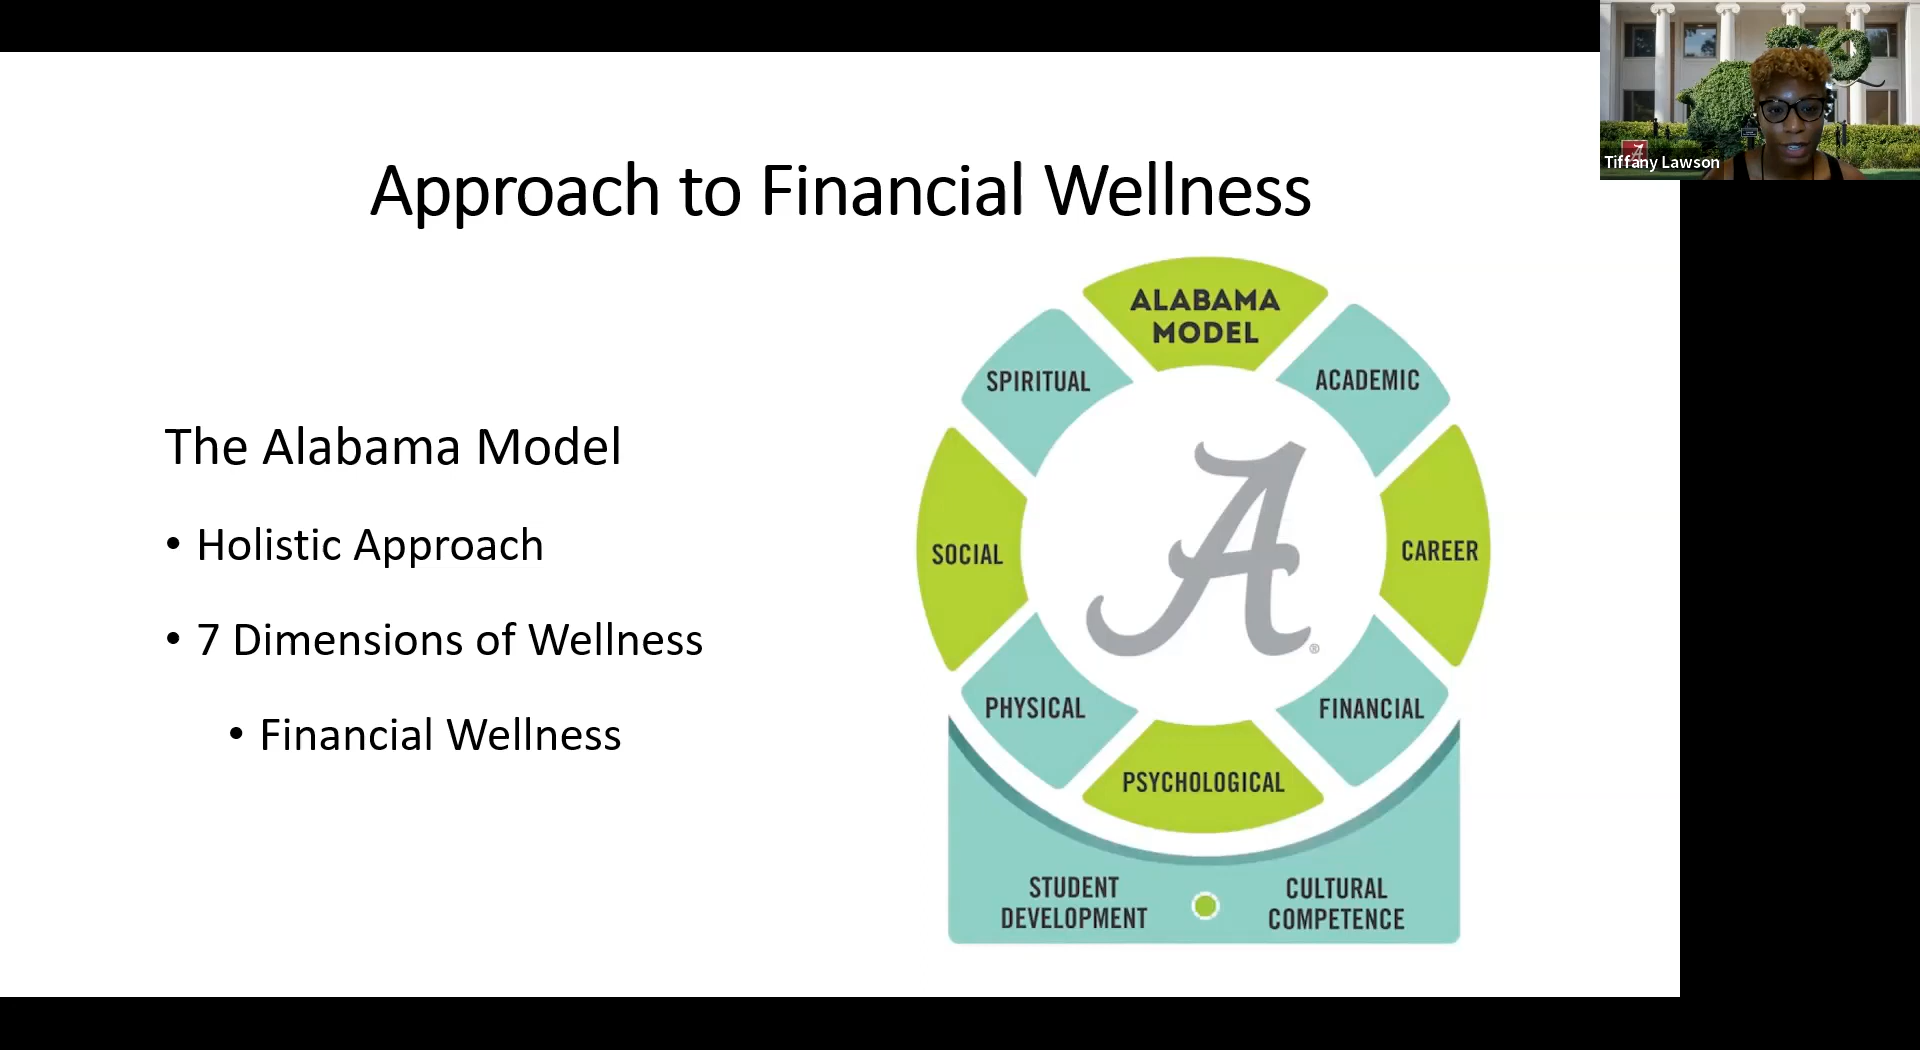 Approach to Financial Wellness
The Alabama Model
• Holistic Approach
• 7 Dimensions of Wellness
• Financial Wellness
ALABAMA
MODEL
ACADEMIC
CAREER
FINANCIAL
PSYCHOLOGICAL
PHYSICAL
SOCIAL
SPIRITUAL
A
®
STUDENT
DEVELOPMENT
CULTURAL
COMPETENCE
A
Tiffany Lawson